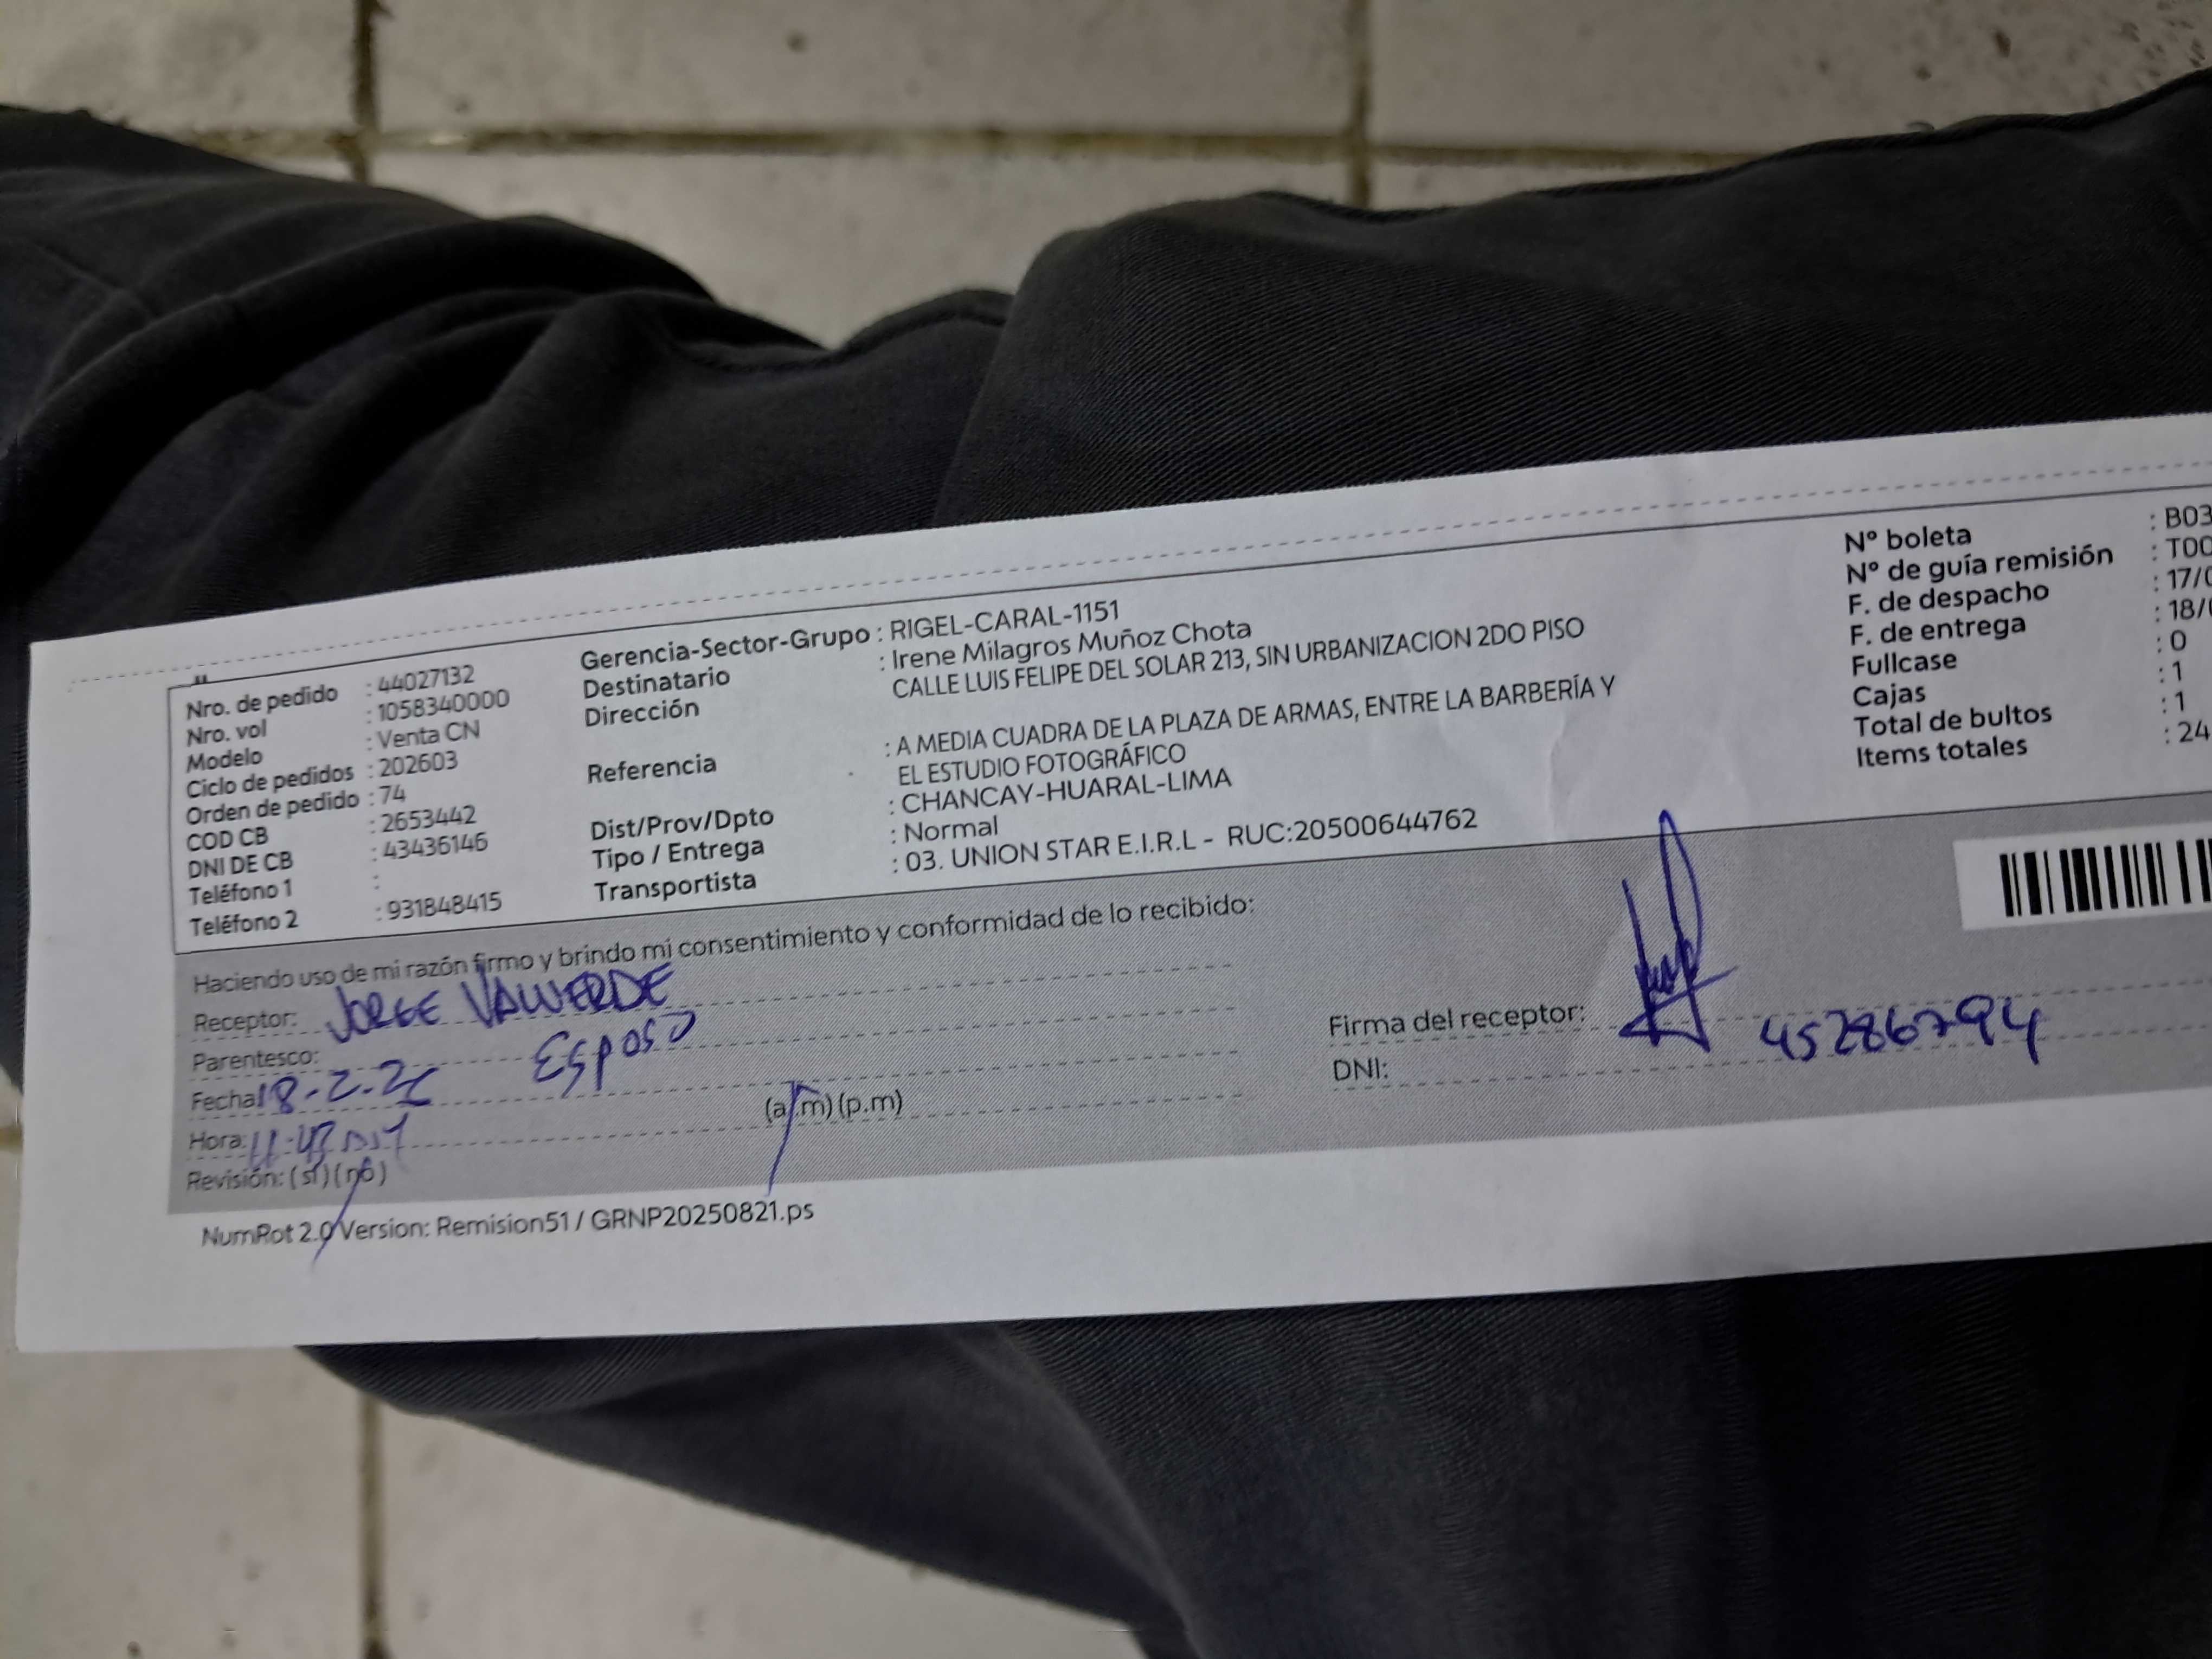 Nro. de pedido : 44027132
Nro. vol : 1058340000
Modelo : Venta CN
Ciclo de pedidos : 202603
Orden de pedido : 74
COD CB : 2653442
DNI DE CB : 43436146
Teléfono 1 :
Teléfono 2 : 931848415
Gerencia-Sector-Grupo : RIGEL-CARAL-1151
Destinatario : Irene Milagros Muñoz Chota
Dirección CALLE LUIS FELIPE DEL SOLAR 213, SIN URBANIZACION 2DO PISO
Referencia : A MEDIA CUADRA DE LA PLAZA DE ARMAS, ENTRE LA BARBERÍA Y
EL ESTUDIO FOTOGRÁFICO
Dist/Prov/Dpto : CHANCAY-HUARAL-LIMA
Tipo / Entrega : Normal
Transportista : 03. UNION STAR E.I.R.L - RUC:20500644762
N° boleta : B03
N° de guía remisión : T00
F. de despacho : 17/0
F. de entrega : 18/
Fullcase : 0
Cajas : 1
Total de bultos : 1
Items totales : 24
Haciendo uso de mi razón firmo y brindo mi consentimiento y conformidad de lo recibido:
Receptor: JORGE VALVERDE
Parentesco: Esposo
Fecha: 18-2-26
Hora: 11:47 (a.m) (p.m)
Revisión: (sí) (no)
Firma del receptor:
DNI: 45286794
NumRot 2.0 Version: Remision51 / GRNP20250821.ps